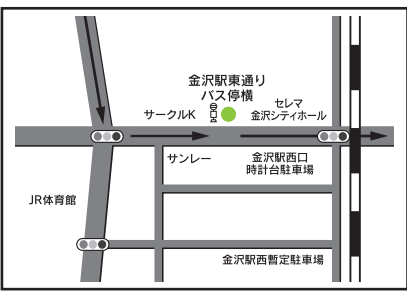 金沢駅東通り
バス停横
サークルK
セレマ
金沢シティホール
サンレー
金沢駅西口
時計台駐車場
JR体育館
金沢駅西暫定駐車場